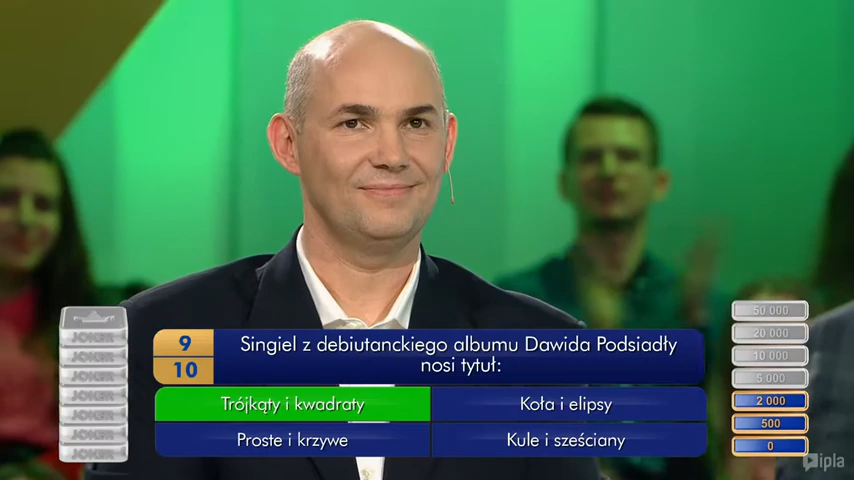 50 000
20 000
10 000
5 000
2 000
500
0
JOKER
JOKER
JOKER
JOKER
JOKER
JOKER
JOKER
9
10
Singiel z debiutanckiego albumu Dawida Podsiadły
nosi tytuł:
Trójkąty i kwadraty
Koła i elipsy
Proste i krzywe
Kule i sześciany
ipla